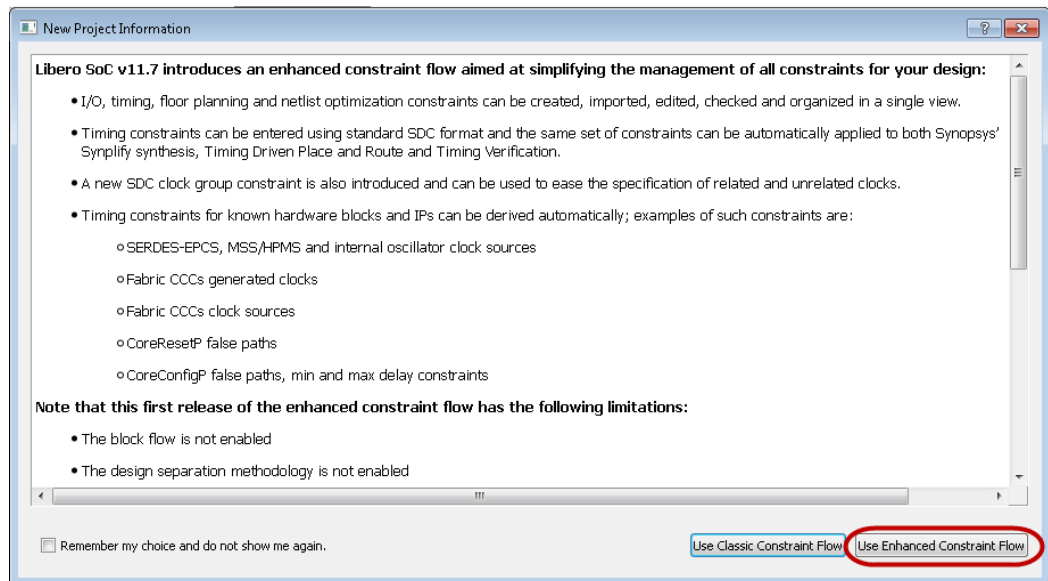 New Project Information
Libero SoC v11.7 introduces an enhanced constraint flow aimed at simplifying the management of all constraints for your design:
• I/O, timing, floor planning and netlist optimization constraints can be created, imported, edited, checked and organized in a single view.
• Timing constraints can be entered using standard SDC format and the same set of constraints can be automatically applied to both Synopsys'
Synplify synthesis, Timing Driven Place and Route and Timing Verification.
• A new SDC clock group constraint is also introduced and can be used to ease the specification of related and unrelated clocks.
• Timing constraints for known hardware blocks and IPs can be derived automatically; examples of such constraints are:
o SERDES-EPCS, MSS/HPMS and internal oscillator clock sources
o Fabric CCCs generated clocks
o Fabric CCCs clock sources
o CoreResetP false paths
o CoreConfigP false paths, min and max delay constraints
Note that this first release of the enhanced constraint flow has the following limitations:
• The block flow is not enabled
• The design separation methodology is not enabled
Remember my choice and do not show me again.
Use Classic Constraint Flow
Use Enhanced Constraint Flow